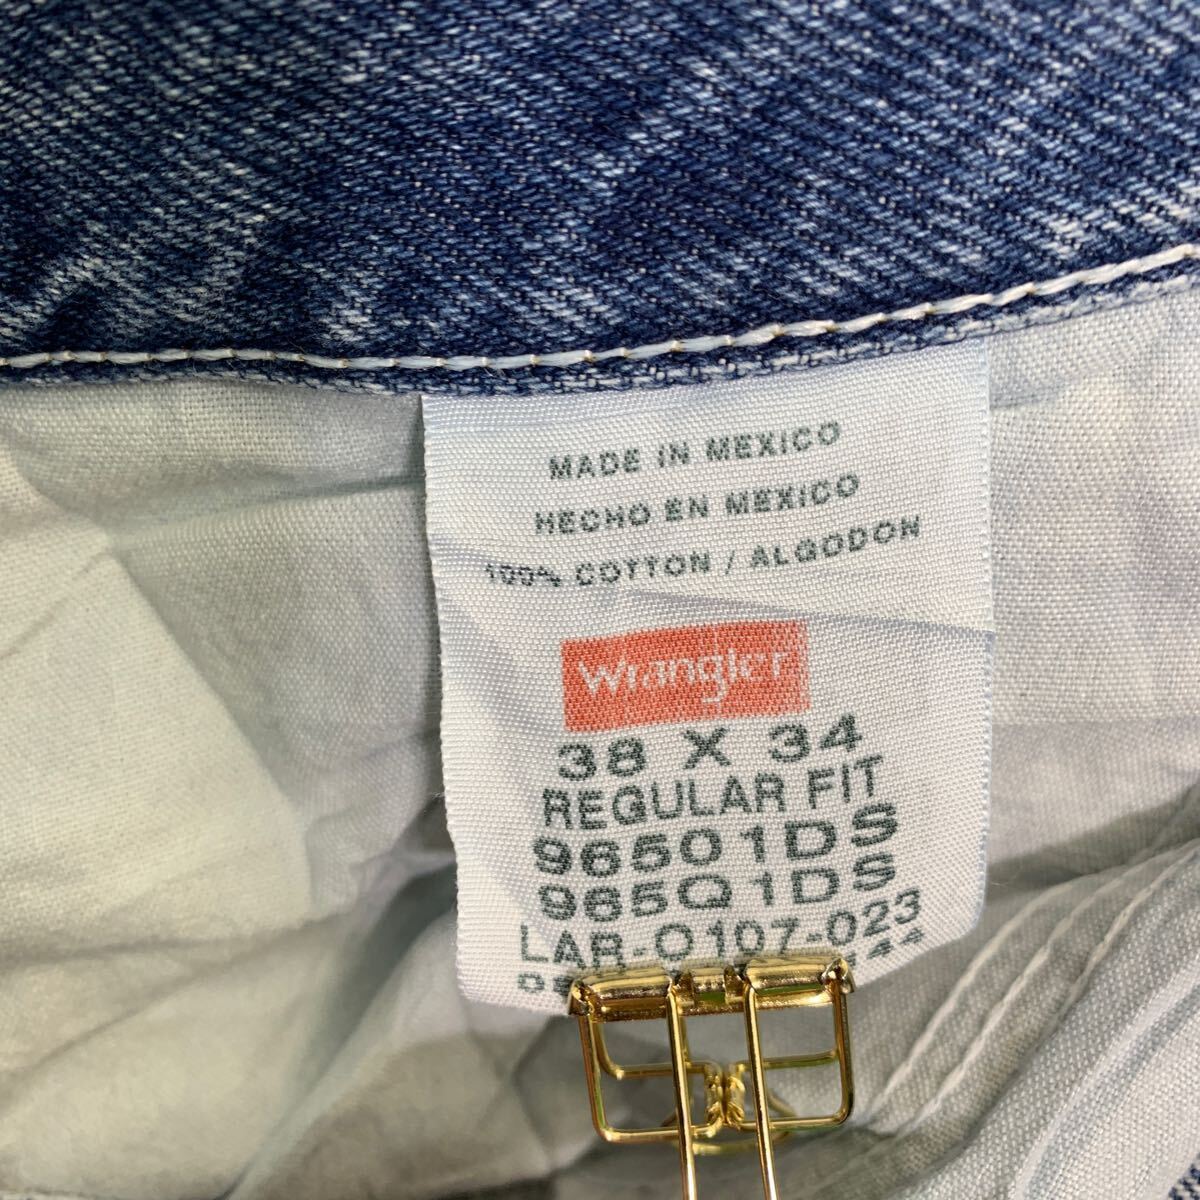 MADE IN MEXICO
HECHO EN MEXICO
100% COTTON / ALGODON
Wrangler
38 X 34
REGULAR FIT
96501DS
965Q1DS
LAR-O107-023